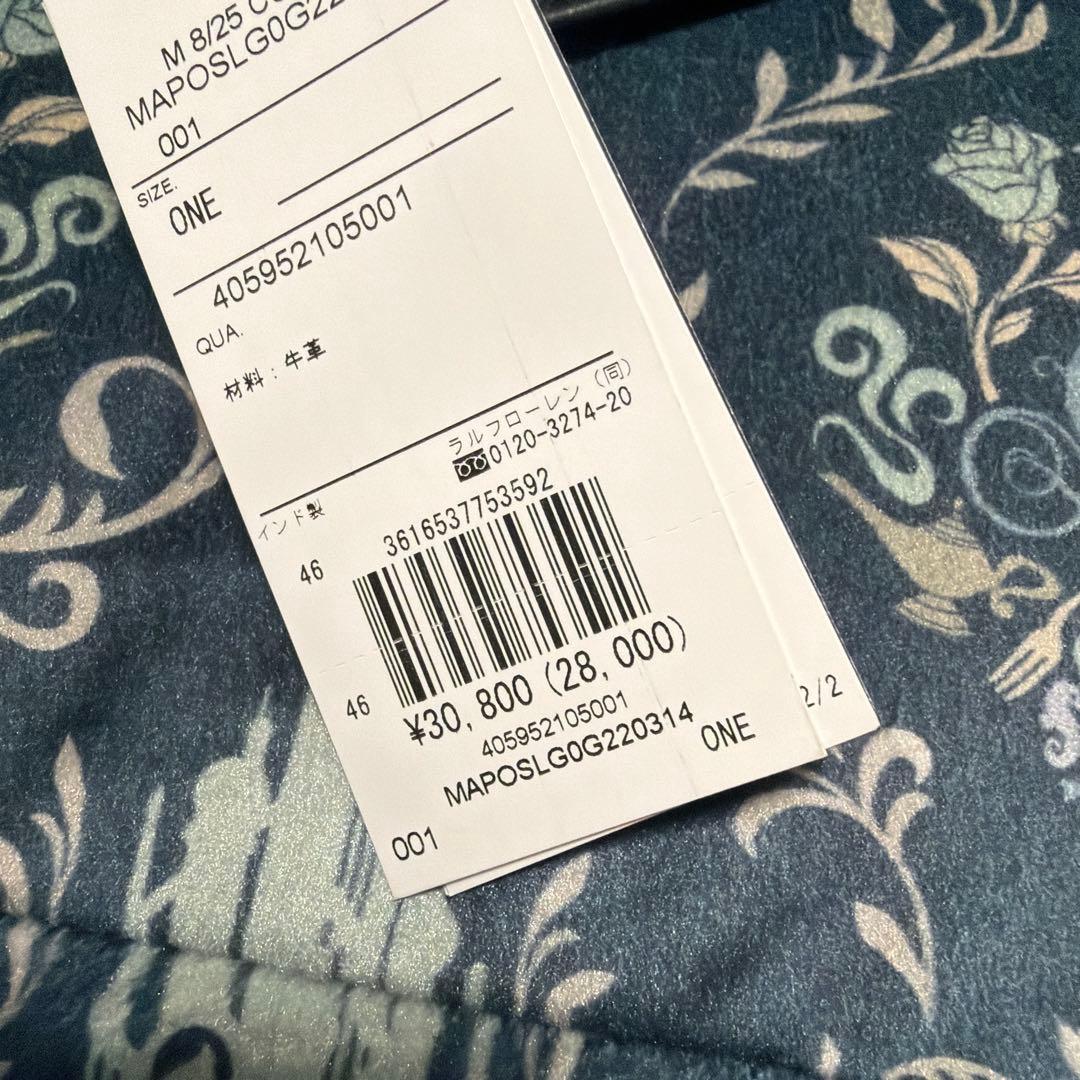 M 8/25
MAPOSLG0G22
001
SIZE.
ONE
405952105001
QUA.
材料：牛革
ラルフローレン（同）
0120-3274-20
インド製
3616537753592
46
46
¥30,800（28,000）
405952105001
MAPOSLG0G220314
ONE
001
2/2